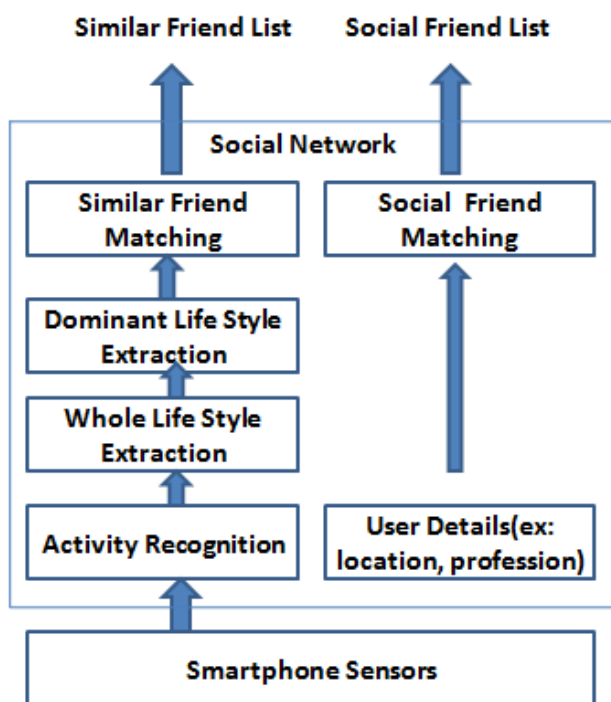 Similar Friend List
Social Friend List
Social Network
Similar Friend
Matching
Social Friend
Matching
Dominant Life Style
Extraction
Whole Life Style
Extraction
Activity Recognition
User Details(ex:
location, profession)
Smartphone Sensors